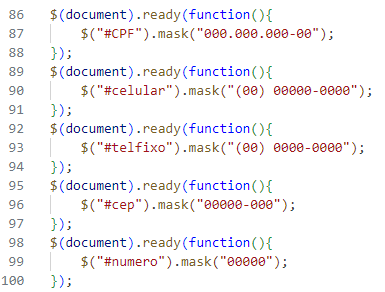 86 $(document).ready(function(){
87     $("#CPF").mask("000.000.000-00");
88 });
89 $(document).ready(function(){
90     $("#celular").mask("(00) 00000-0000");
91 });
92 $(document).ready(function(){
93     $("#telfixo").mask("(00) 0000-0000");
94 });
95 $(document).ready(function(){
96     $("#cep").mask("00000-000");
97 });
98 $(document).ready(function(){
99     $("#numero").mask("00000");
100 });